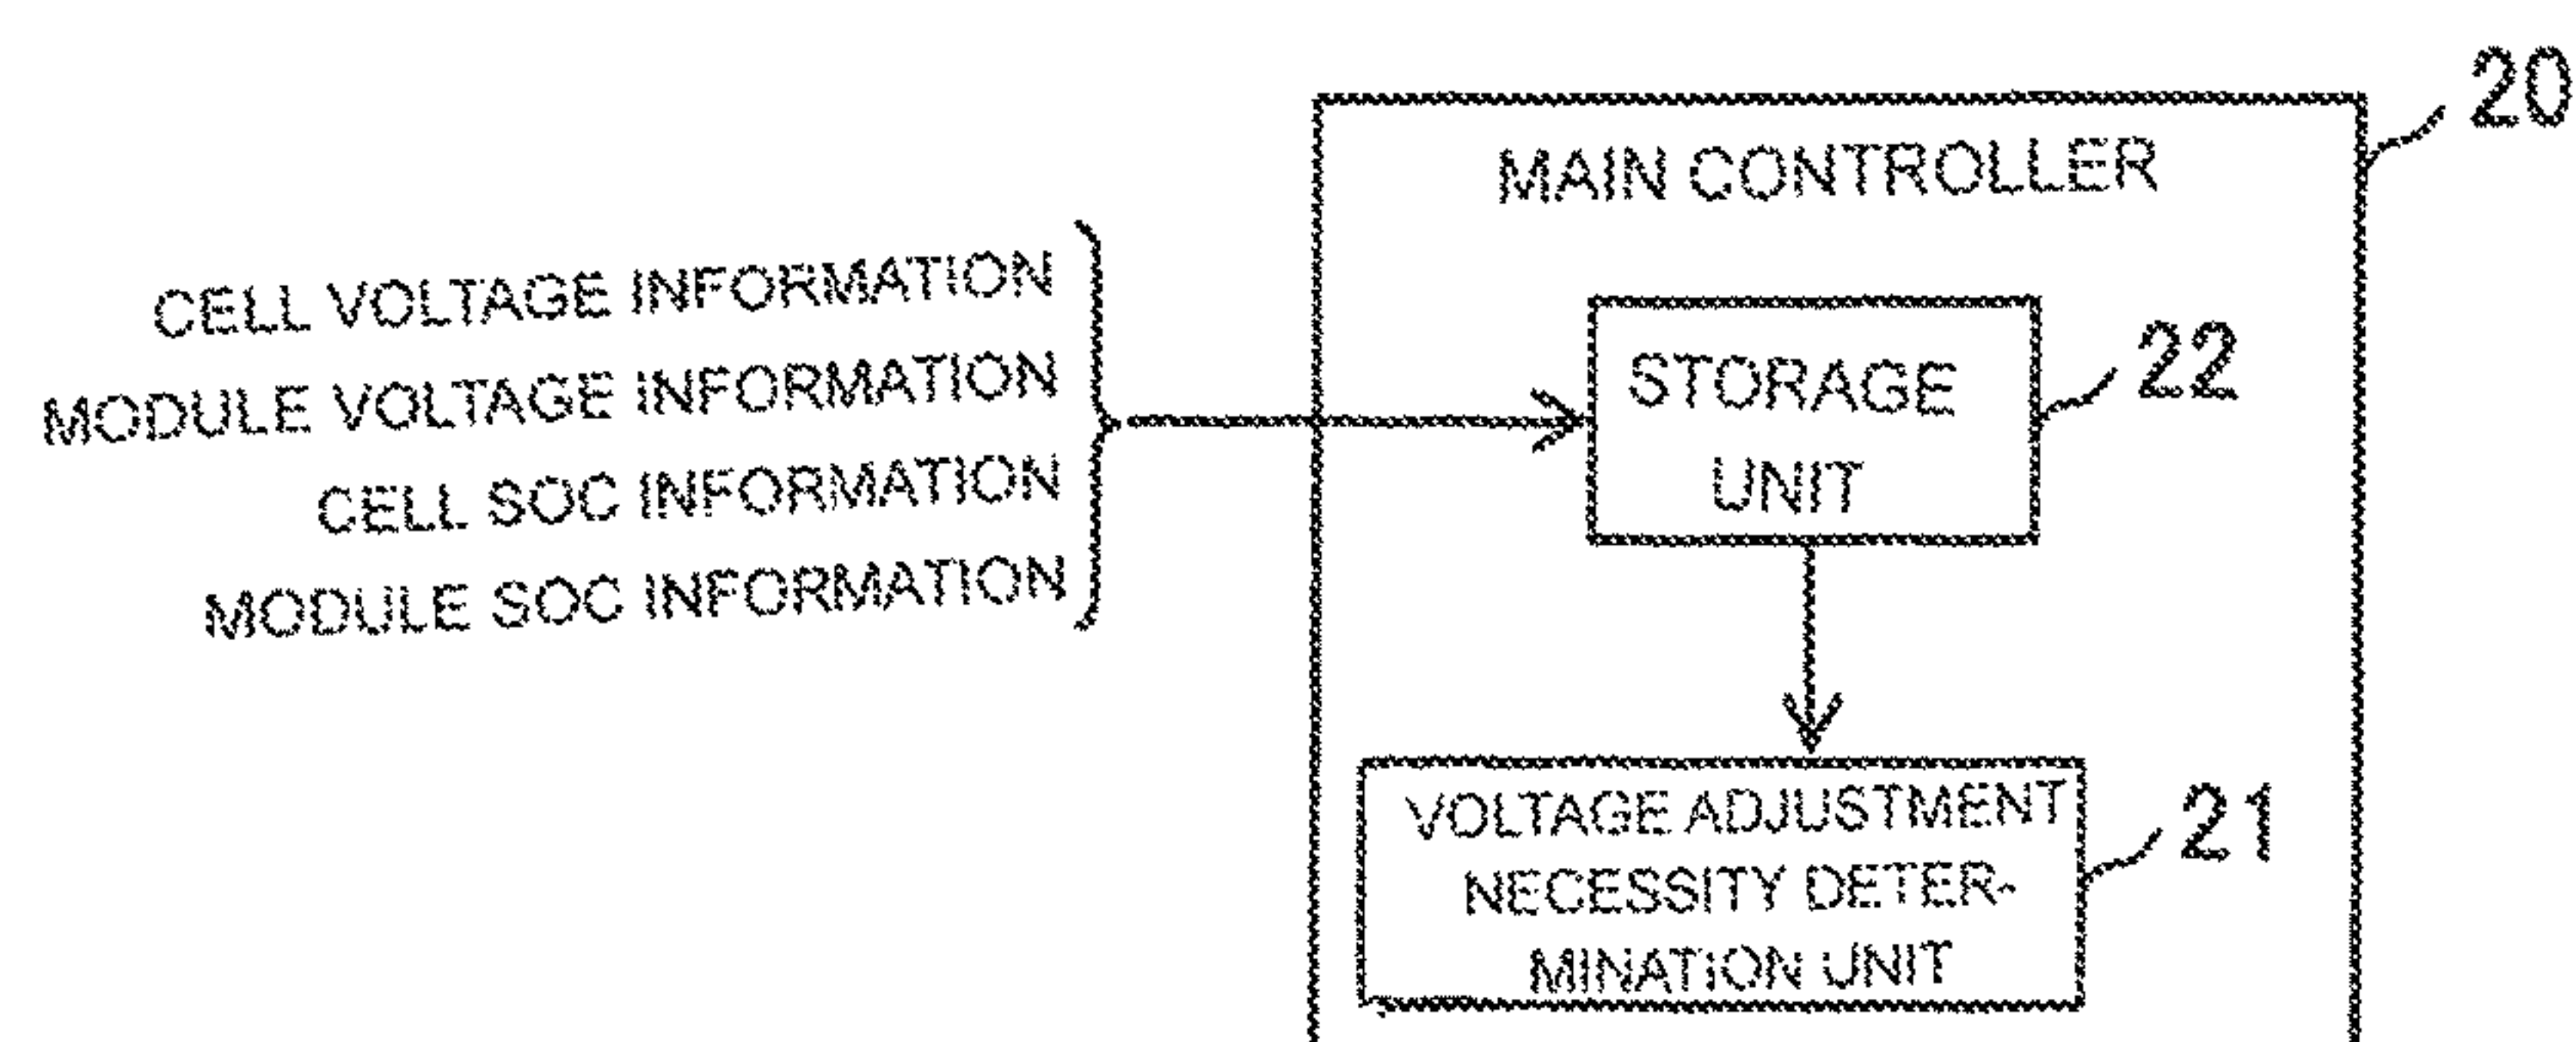 20
MAIN CONTROLLER
CELL VOLTAGE INFORMATION
MODULE VOLTAGE INFORMATION
CELL SOC INFORMATION
MODULE SOC INFORMATION
STORAGE
UNIT
22
VOLTAGE ADJUSTMENT
NECESSITY DETER-
MINATION UNIT
21